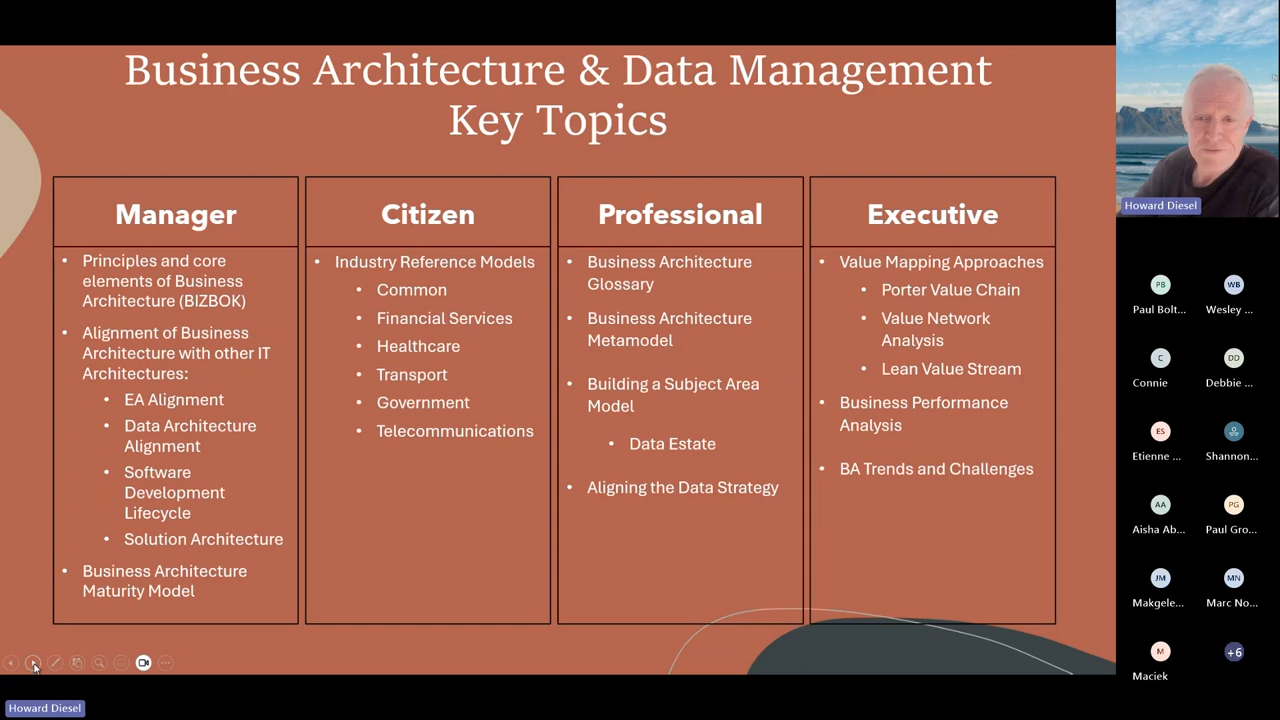 Business Architecture & Data Management
Key Topics
Manager
Principles and core
elements of Business
Architecture (BIZBOK)
Alignment of Business
Architecture with other IT
Architectures:
EA Alignment
Data Architecture
Alignment
Software
Development
Lifecycle
Solution Architecture
Business Architecture
Maturity Model
Citizen
Industry Reference Models
Common
Financial Services
Healthcare
Transport
Government
Telecommunications
Professional
Business Architecture
Glossary
Business Architecture
Metamodel
Building a Subject Area
Model
Data Estate
Aligning the Data Strategy
Executive
Value Mapping Approaches
Porter Value Chain
Value Network
Analysis
Lean Value Stream
Business Performance
Analysis
BA Trends and Challenges
Howard Diesel
PB
Paul Bolt...
WB
Wesley ...
C
Connie
DD
Debbie ...
ES
Etienne ...
Shannon...
AA
Aisha Ab...
PG
Paul Gro...
JM
Makgele...
MN
Marc No...
M
Maciek
+6
Howard Diesel